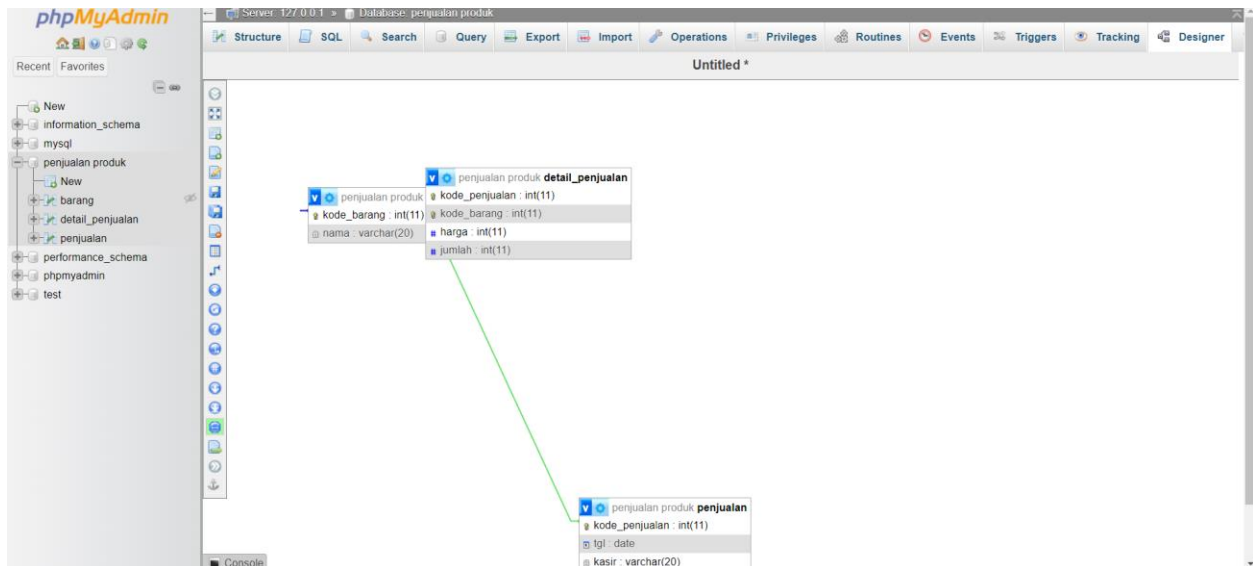 phpMyAdmin
Recent Favorites
New
information_schema
mysql
penjualan produk
New
barang
detail_penjualan
penjualan
performance_schema
phpmyadmin
test
Server: 127.0.0.1 » Database: penjualan produk
Structure SQL Search Query Export Import Operations Privileges Routines Events Triggers Tracking Designer
Untitled *
penjualan produk
kode_barang : int(11)
nama : varchar(20)
penjualan produk detail_penjualan
kode_penjualan : int(11)
kode_barang : int(11)
harga : int(11)
jumlah : int(11)
penjualan produk penjualan
kode_penjualan : int(11)
tgl : date
kasir : varchar(20)
Console